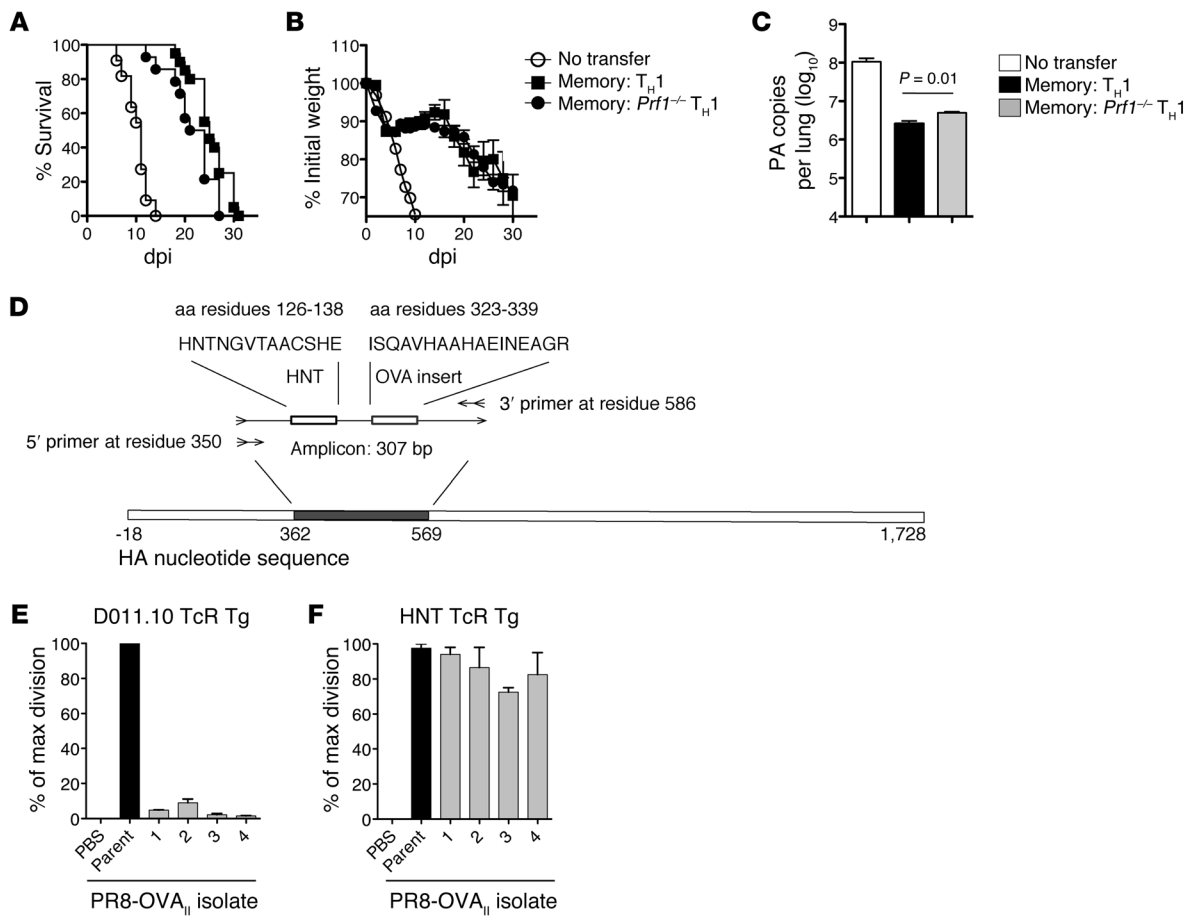 A
100
80
60
40
20
0
% Survival
0 10 20 30
dpi
B
110
100
90
80
70
% Initial weight
0 10 20 30
dpi
No transfer
Memory: TH1
Memory: Prf1–/– TH1
C
9
8
7
6
5
4
PA copies
per lung (log10)
P = 0.01
No transfer
Memory: TH1
Memory: Prf1–/– TH1
D
aa residues 126-138 aa residues 323-339
HNTNGVTAACSHE ISQAVHAAHAEINEAGR
HNT OVA insert
3′ primer at residue 586
5′ primer at residue 350
Amplicon: 307 bp
-18 362 569 1,728
HA nucleotide sequence
E
D011.10 TcR Tg
100
80
60
40
20
0
% of max division
PBS Parent 1 2 3 4
PR8-OVAII isolate
F
HNT TcR Tg
100
80
60
40
20
0
% of max division
PBS Parent 1 2 3 4
PR8-OVAII isolate